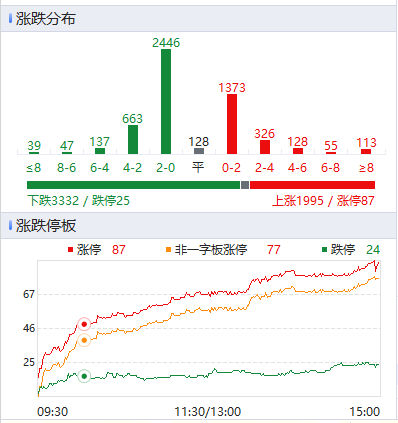 涨跌分布
39 47 137 663 2446 128 1373 326 128 55 113
≤8 8-6 6-4 4-2 2-0 平 0-2 2-4 4-6 6-8 ≥8
下跌3332 / 跌停25 上涨1995 / 涨停87
涨跌停板
涨停 87 非一字板涨停 77 跌停 24
67
46
25
09:30 11:30/13:00 15:00